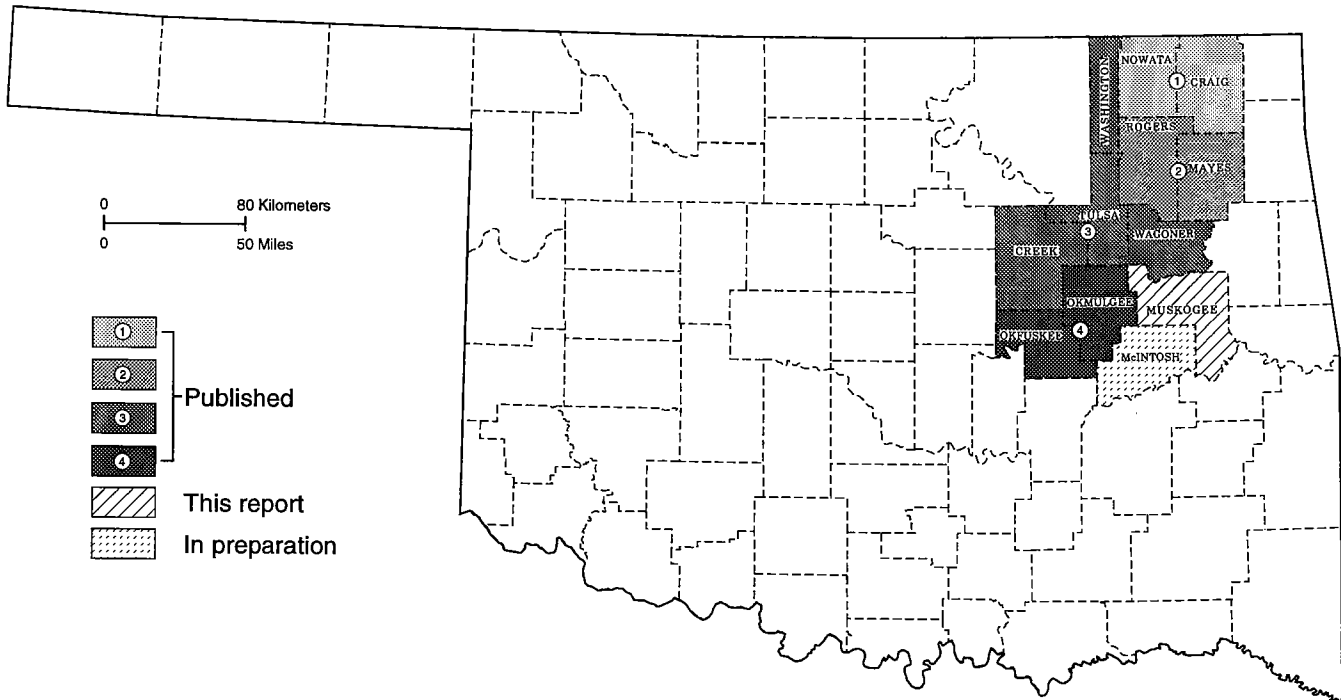 NOWATA
1
CRAIG
WASHINGTON
ROGERS
2
MAYES
TULSA
3
WAGONER
CREEK
OKMULGEE
MUSKOGEE
OKFUSKEE
4
McINTOSH
0 80 Kilometers
0 50 Miles
1
2
Published
3
4
This report
In preparation